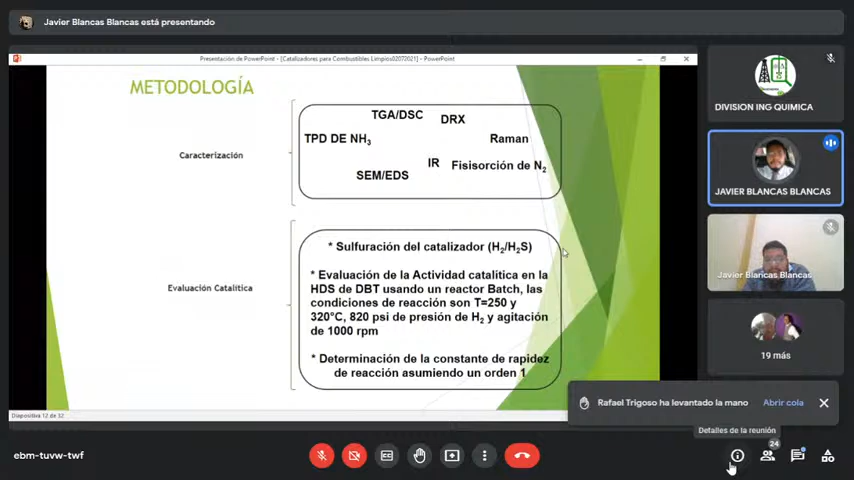 Javier Blancas Blancas está presentando
Presentación de PowerPoint - [Catalizadores para Combustibles Limpios02072021] - PowerPoint
METODOLOGÍA
Caracterización
TGA/DSC
DRX
TPD DE NH3
Raman
IR
Fisisorción de N2
SEM/EDS
Evaluación Catalítica
* Sulfuración del catalizador (H2/H2S)
* Evaluación de la Actividad catalítica en la
HDS de DBT usando un reactor Batch, las
condiciones de reacción son T=250 y
320°C, 820 psi de presión de H2 y agitación
de 1000 rpm
* Determinación de la constante de rapidez
de reacción asumiendo un orden 1
Diapositiva 12 de 32
DIVISION ING QUIMICA
JAVIER BLANCAS BLANCAS
Javier Blancas Blancas
19 más
Rafael Trigoso ha levantado la mano
Abrir cola
Detalles de la reunión
24
ebm-tuvw-twf